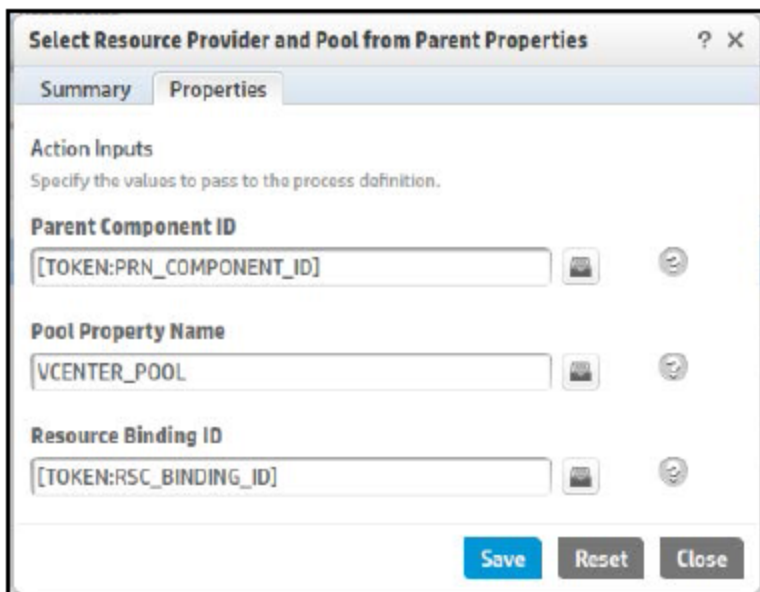 Select Resource Provider and Pool from Parent Properties ? X
Summary Properties
Action Inputs
Specify the values to pass to the process definition.
Parent Component ID
[TOKEN:PRN_COMPONENT_ID]
Pool Property Name
VCENTER_POOL
Resource Binding ID
[TOKEN:RSC_BINDING_ID]
Save Reset Close